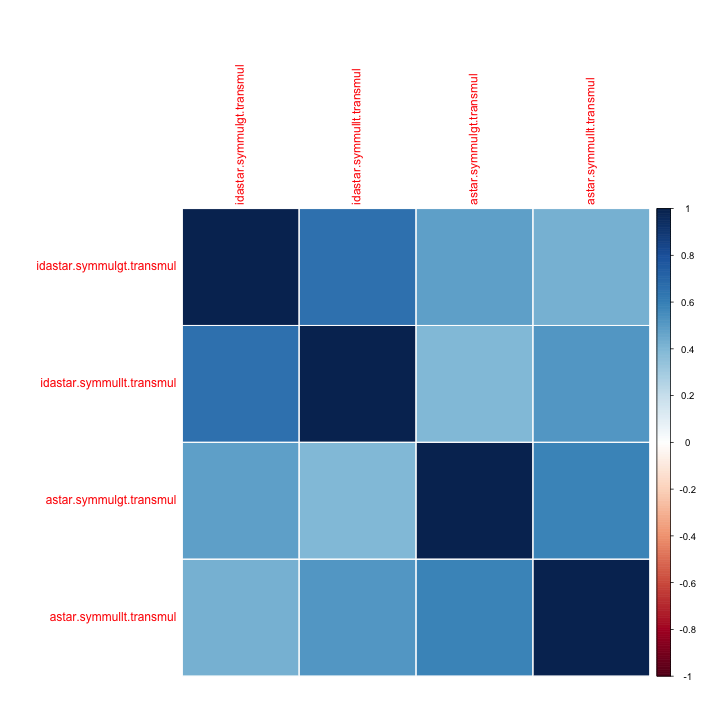 idastar.symmulgt.transmul
idastar.symmullt.transmul
astar.symmulgt.transmul
astar.symmullt.transmul
idastar.symmulgt.transmul
idastar.symmullt.transmul
astar.symmulgt.transmul
astar.symmullt.transmul
1
0.8
0.6
0.4
0.2
0
-0.2
-0.4
-0.6
-0.8
-1